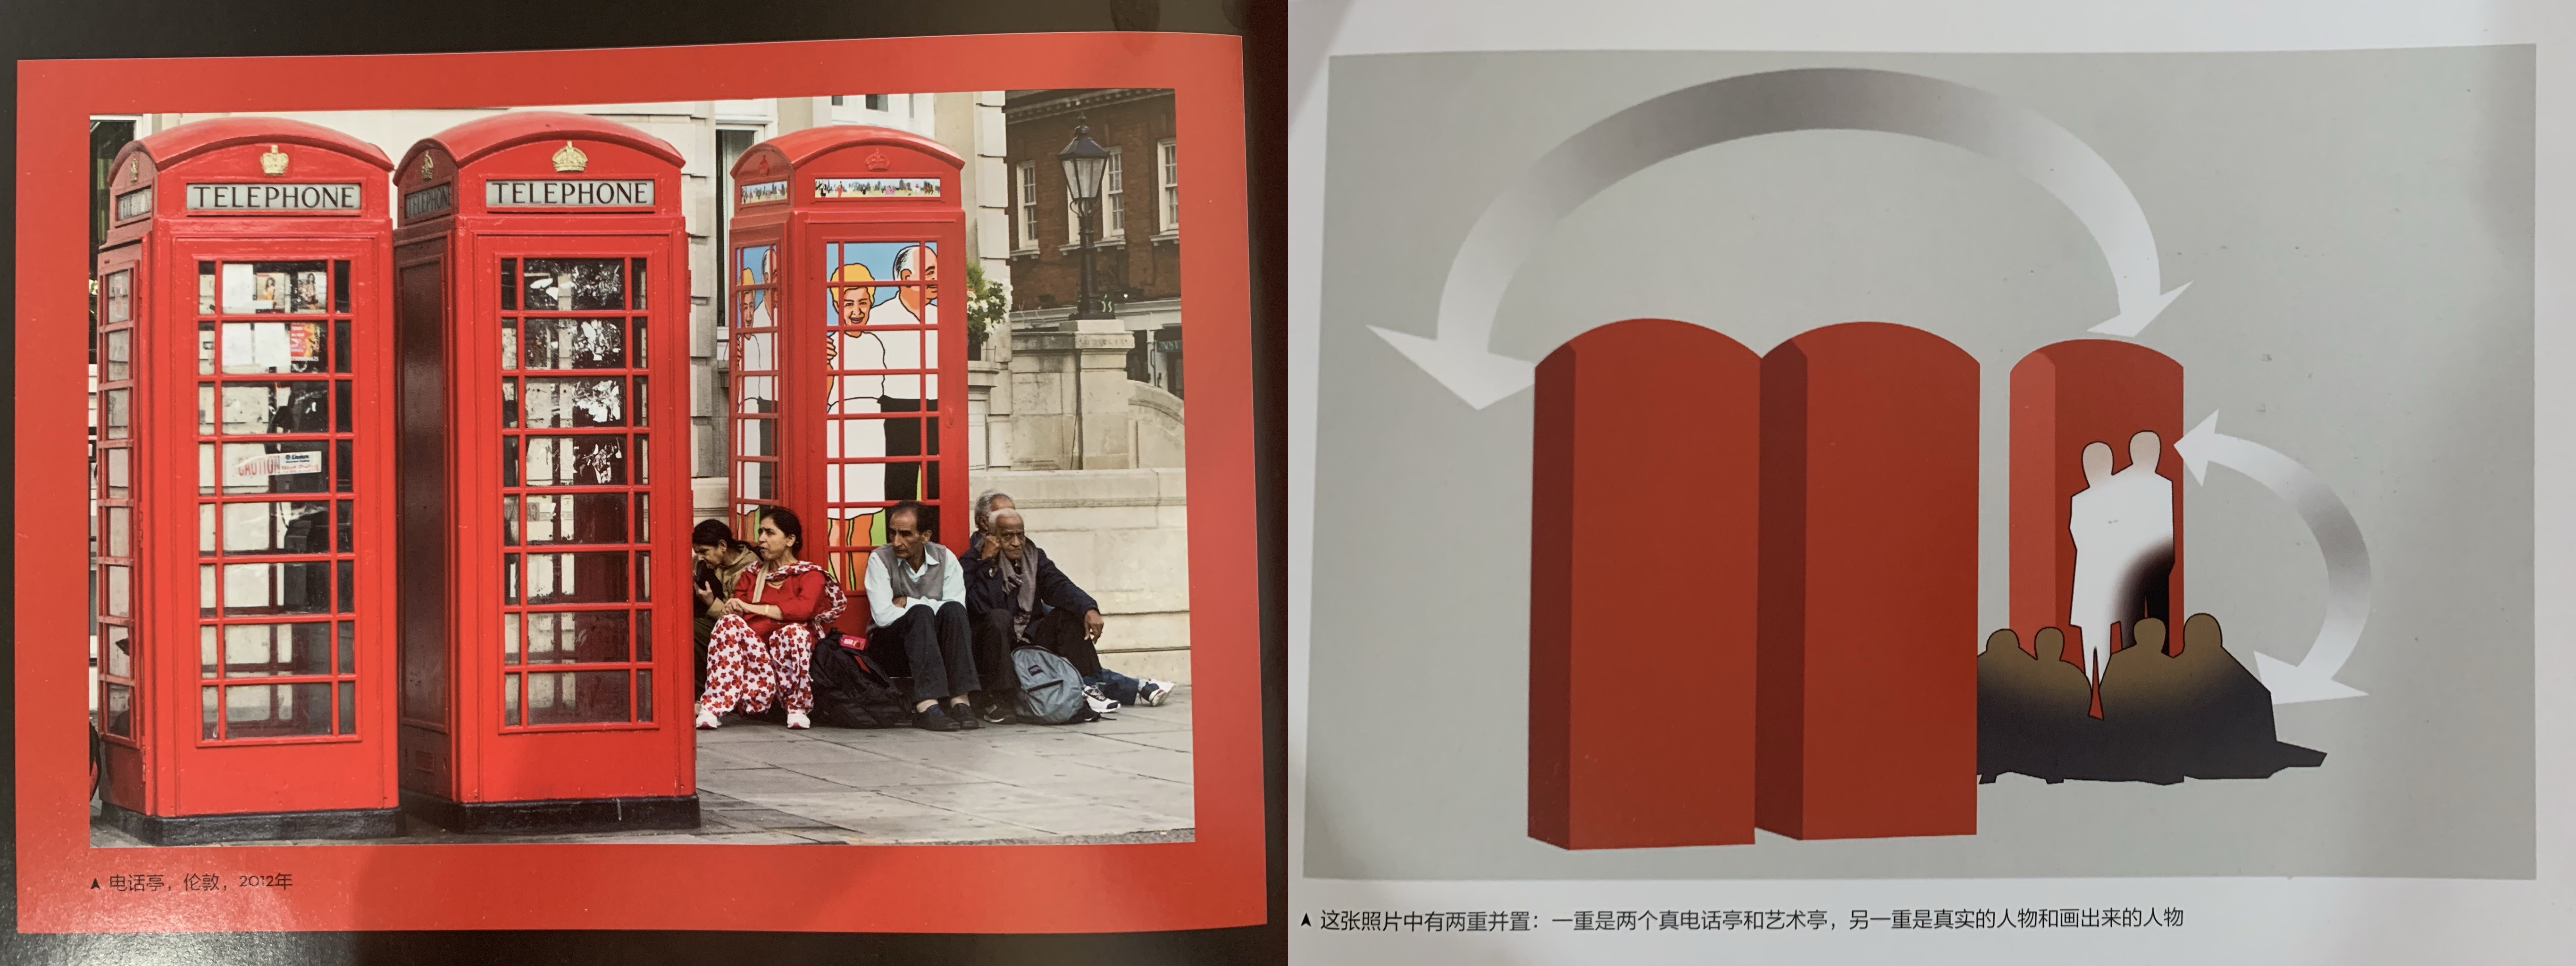 TELEPHONE
TELEPHONE
TELEPHONE
CAUTION
▲ 电话亭，伦敦，2012年
▲ 这张照片中有两重并置：一重是两个真电话亭和艺术亭，另一重是真实的人物和画出来的人物